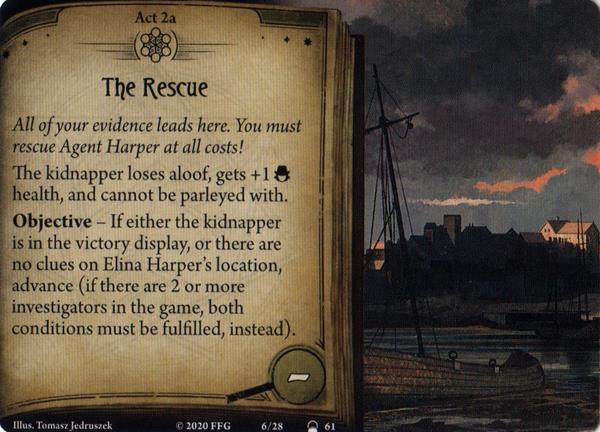 Act 2a
The Rescue
All of your evidence leads here. You must
rescue Agent Harper at all costs!
The kidnapper loses aloof, gets +1
health, and cannot be parleyed with.
Objective – If either the kidnapper
is in the victory display, or there are
no clues on Elina Harper's location,
advance (if there are 2 or more
investigators in the game, both
conditions must be fulfilled, instead).
–
Illus. Tomasz Jedruszek © 2020 FFG 6/28 61